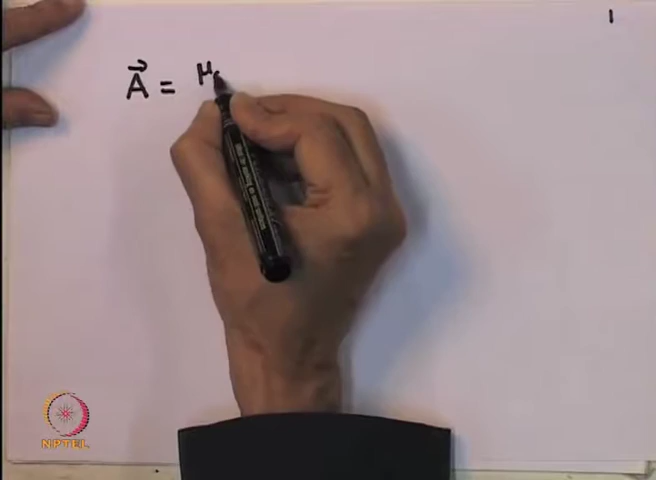 1
A⃗ = μ
NPTEL